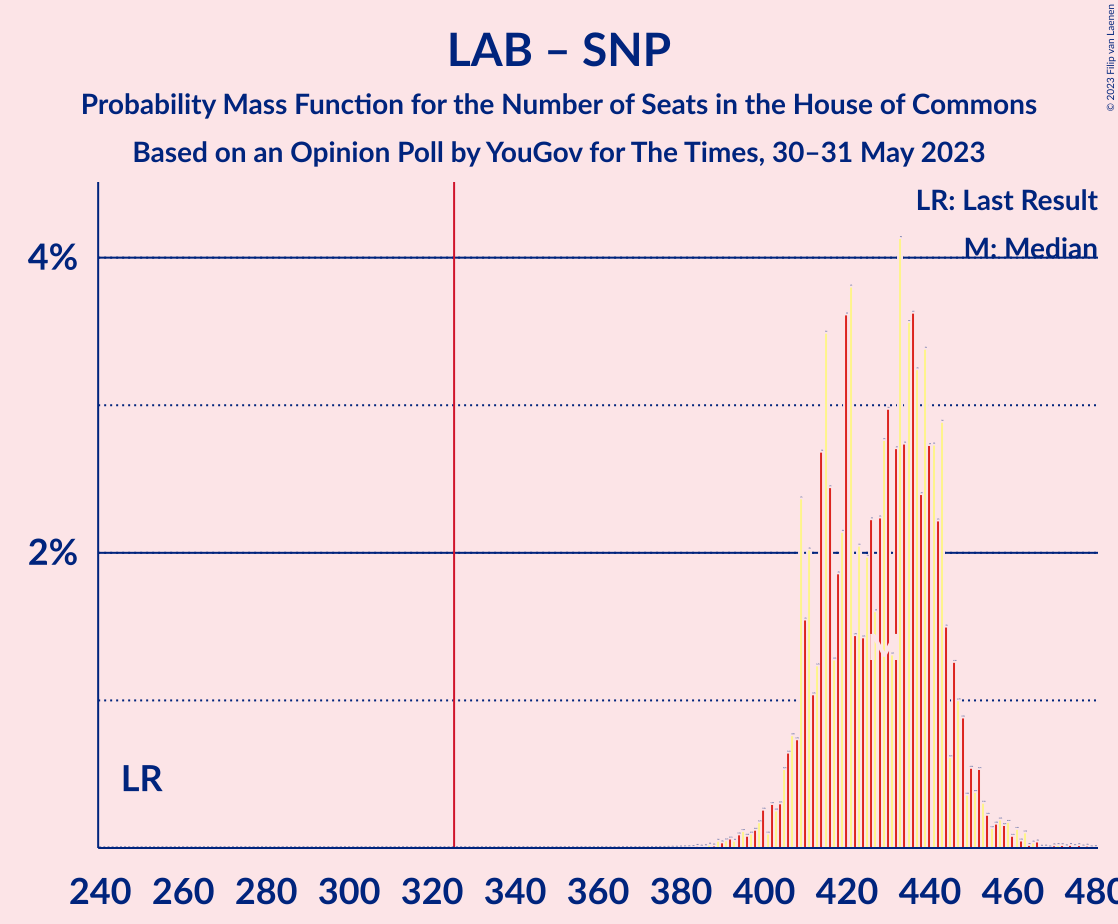 LAB – SNP
Probability Mass Function for the Number of Seats in the House of Commons
Based on an Opinion Poll by YouGov for The Times, 30–31 May 2023
© 2023 Filip van Laenen
LR: Last Result
M: Median
4%
2%
LR
M
240 260 280 300 320 340 360 380 400 420 440 460 480